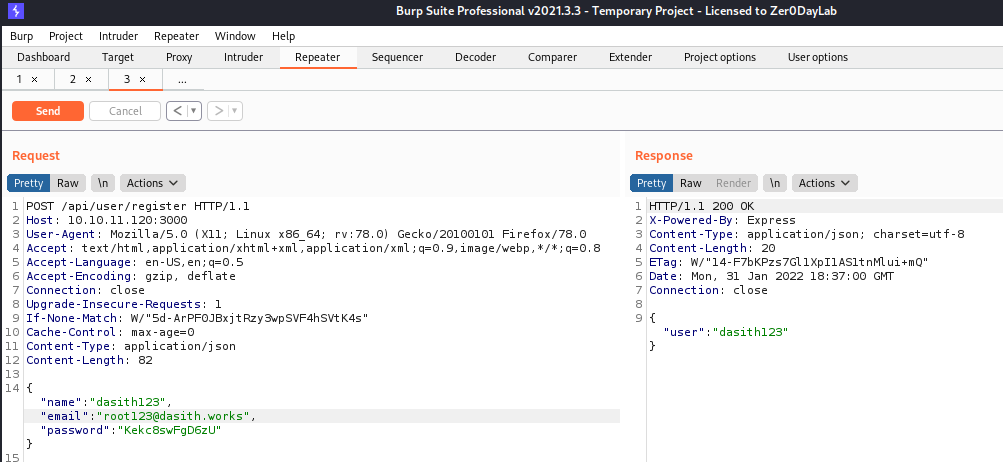 Burp Suite Professional v2021.3.3 - Temporary Project - Licensed to Zer0DayLab
Burp Project Intruder Repeater Window Help
Dashboard Target Proxy Intruder Repeater Sequencer Decoder Comparer Extender Project options User options
1 × 2 × 3 × ...
Send Cancel < ▼ > ▼
Request
Pretty Raw \n Actions
1 POST /api/user/register HTTP/1.1
2 Host: 10.10.11.120:3000
3 User-Agent: Mozilla/5.0 (X11; Linux x86_64; rv:78.0) Gecko/20100101 Firefox/78.0
4 Accept: text/html,application/xhtml+xml,application/xml;q=0.9,image/webp,*/*;q=0.8
5 Accept-Language: en-US,en;q=0.5
6 Accept-Encoding: gzip, deflate
7 Connection: close
8 Upgrade-Insecure-Requests: 1
9 If-None-Match: W/"5d-ArPF0JBxjtRzy3wpSVF4hSVtK4s"
10 Cache-Control: max-age=0
11 Content-Type: application/json
12 Content-Length: 82
13
14 {
"name":"dasith123",
"email":"root123@dasith.works",
"password":"Kekc8swFgD6zU"
}
15
Response
Pretty Raw Render \n Actions
1 HTTP/1.1 200 OK
2 X-Powered-By: Express
3 Content-Type: application/json; charset=utf-8
4 Content-Length: 20
5 ETag: W/"14-F7bKPzs7Gl1XpI1AS1tnMlui+mQ"
6 Date: Mon, 31 Jan 2022 18:37:00 GMT
7 Connection: close
8
9 {
"user":"dasith123"
}